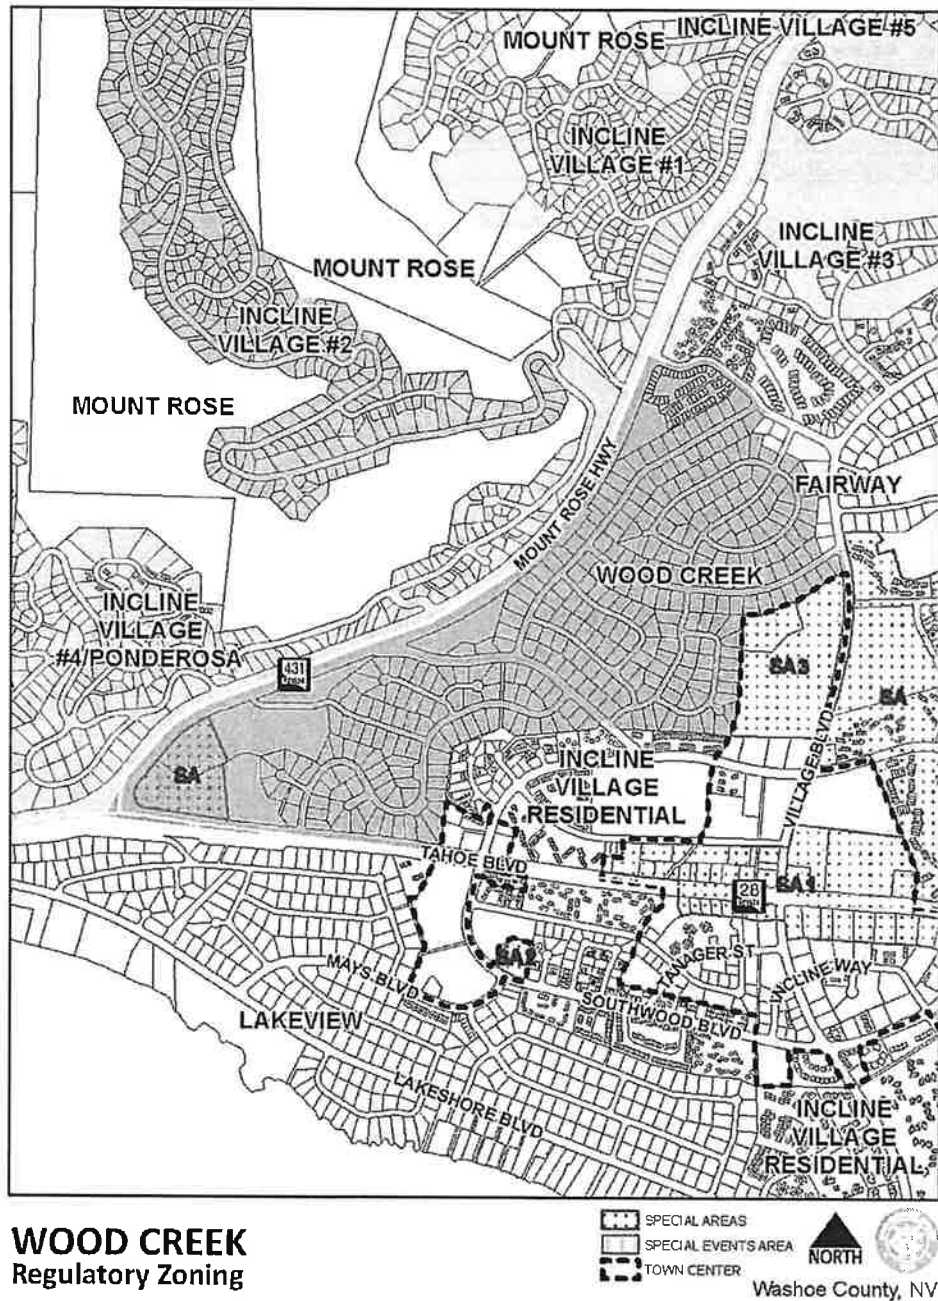 MOUNT ROSE
INCLINE VILLAGE #5
INCLINE
VILLAGE #1
INCLINE
VILLAGE #3
MOUNT ROSE
INCLINE
VILLAGE #2
MOUNT ROSE
MOUNT ROSE HWY
FAIRWAY
WOOD CREEK
INCLINE
VILLAGE
#4/PONDEROSA
431
SA3
SA
VILLAGE BLVD
SA
INCLINE
VILLAGE
RESIDENTIAL
TAHOE BLVD
28
SA1
SA2
TANAGER ST
INCLINE WAY
MAYS BLVD
SOUTHWOOD BLVD
LAKEVIEW
LAKESHORE BLVD
INCLINE
VILLAGE
RESIDENTIAL
WOOD CREEK
Regulatory Zoning
SPECIAL AREAS
SPECIAL EVENTS AREA
TOWN CENTER
NORTH
Washoe County, NV